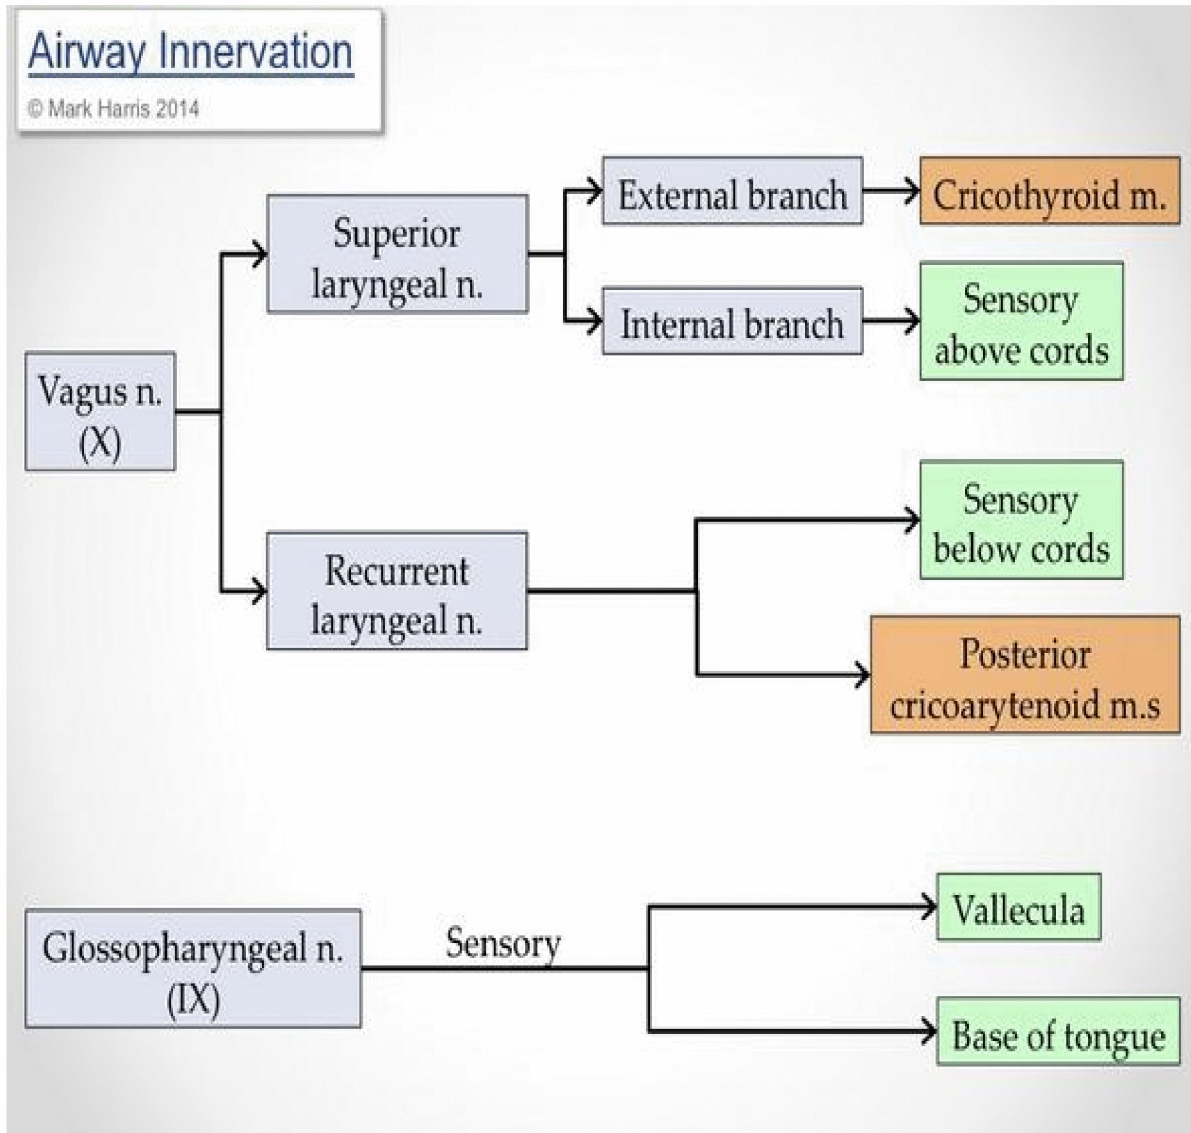 Airway Innervation
© Mark Harris 2014
External branch
Cricothyroid m.
Superior
laryngeal n.
Internal branch
Sensory
above cords
Vagus n.
(X)
Sensory
below cords
Recurrent
laryngeal n.
Posterior
cricoarytenoid m.s
Glossopharyngeal n.
(IX)
Sensory
Vallecula
Base of tongue